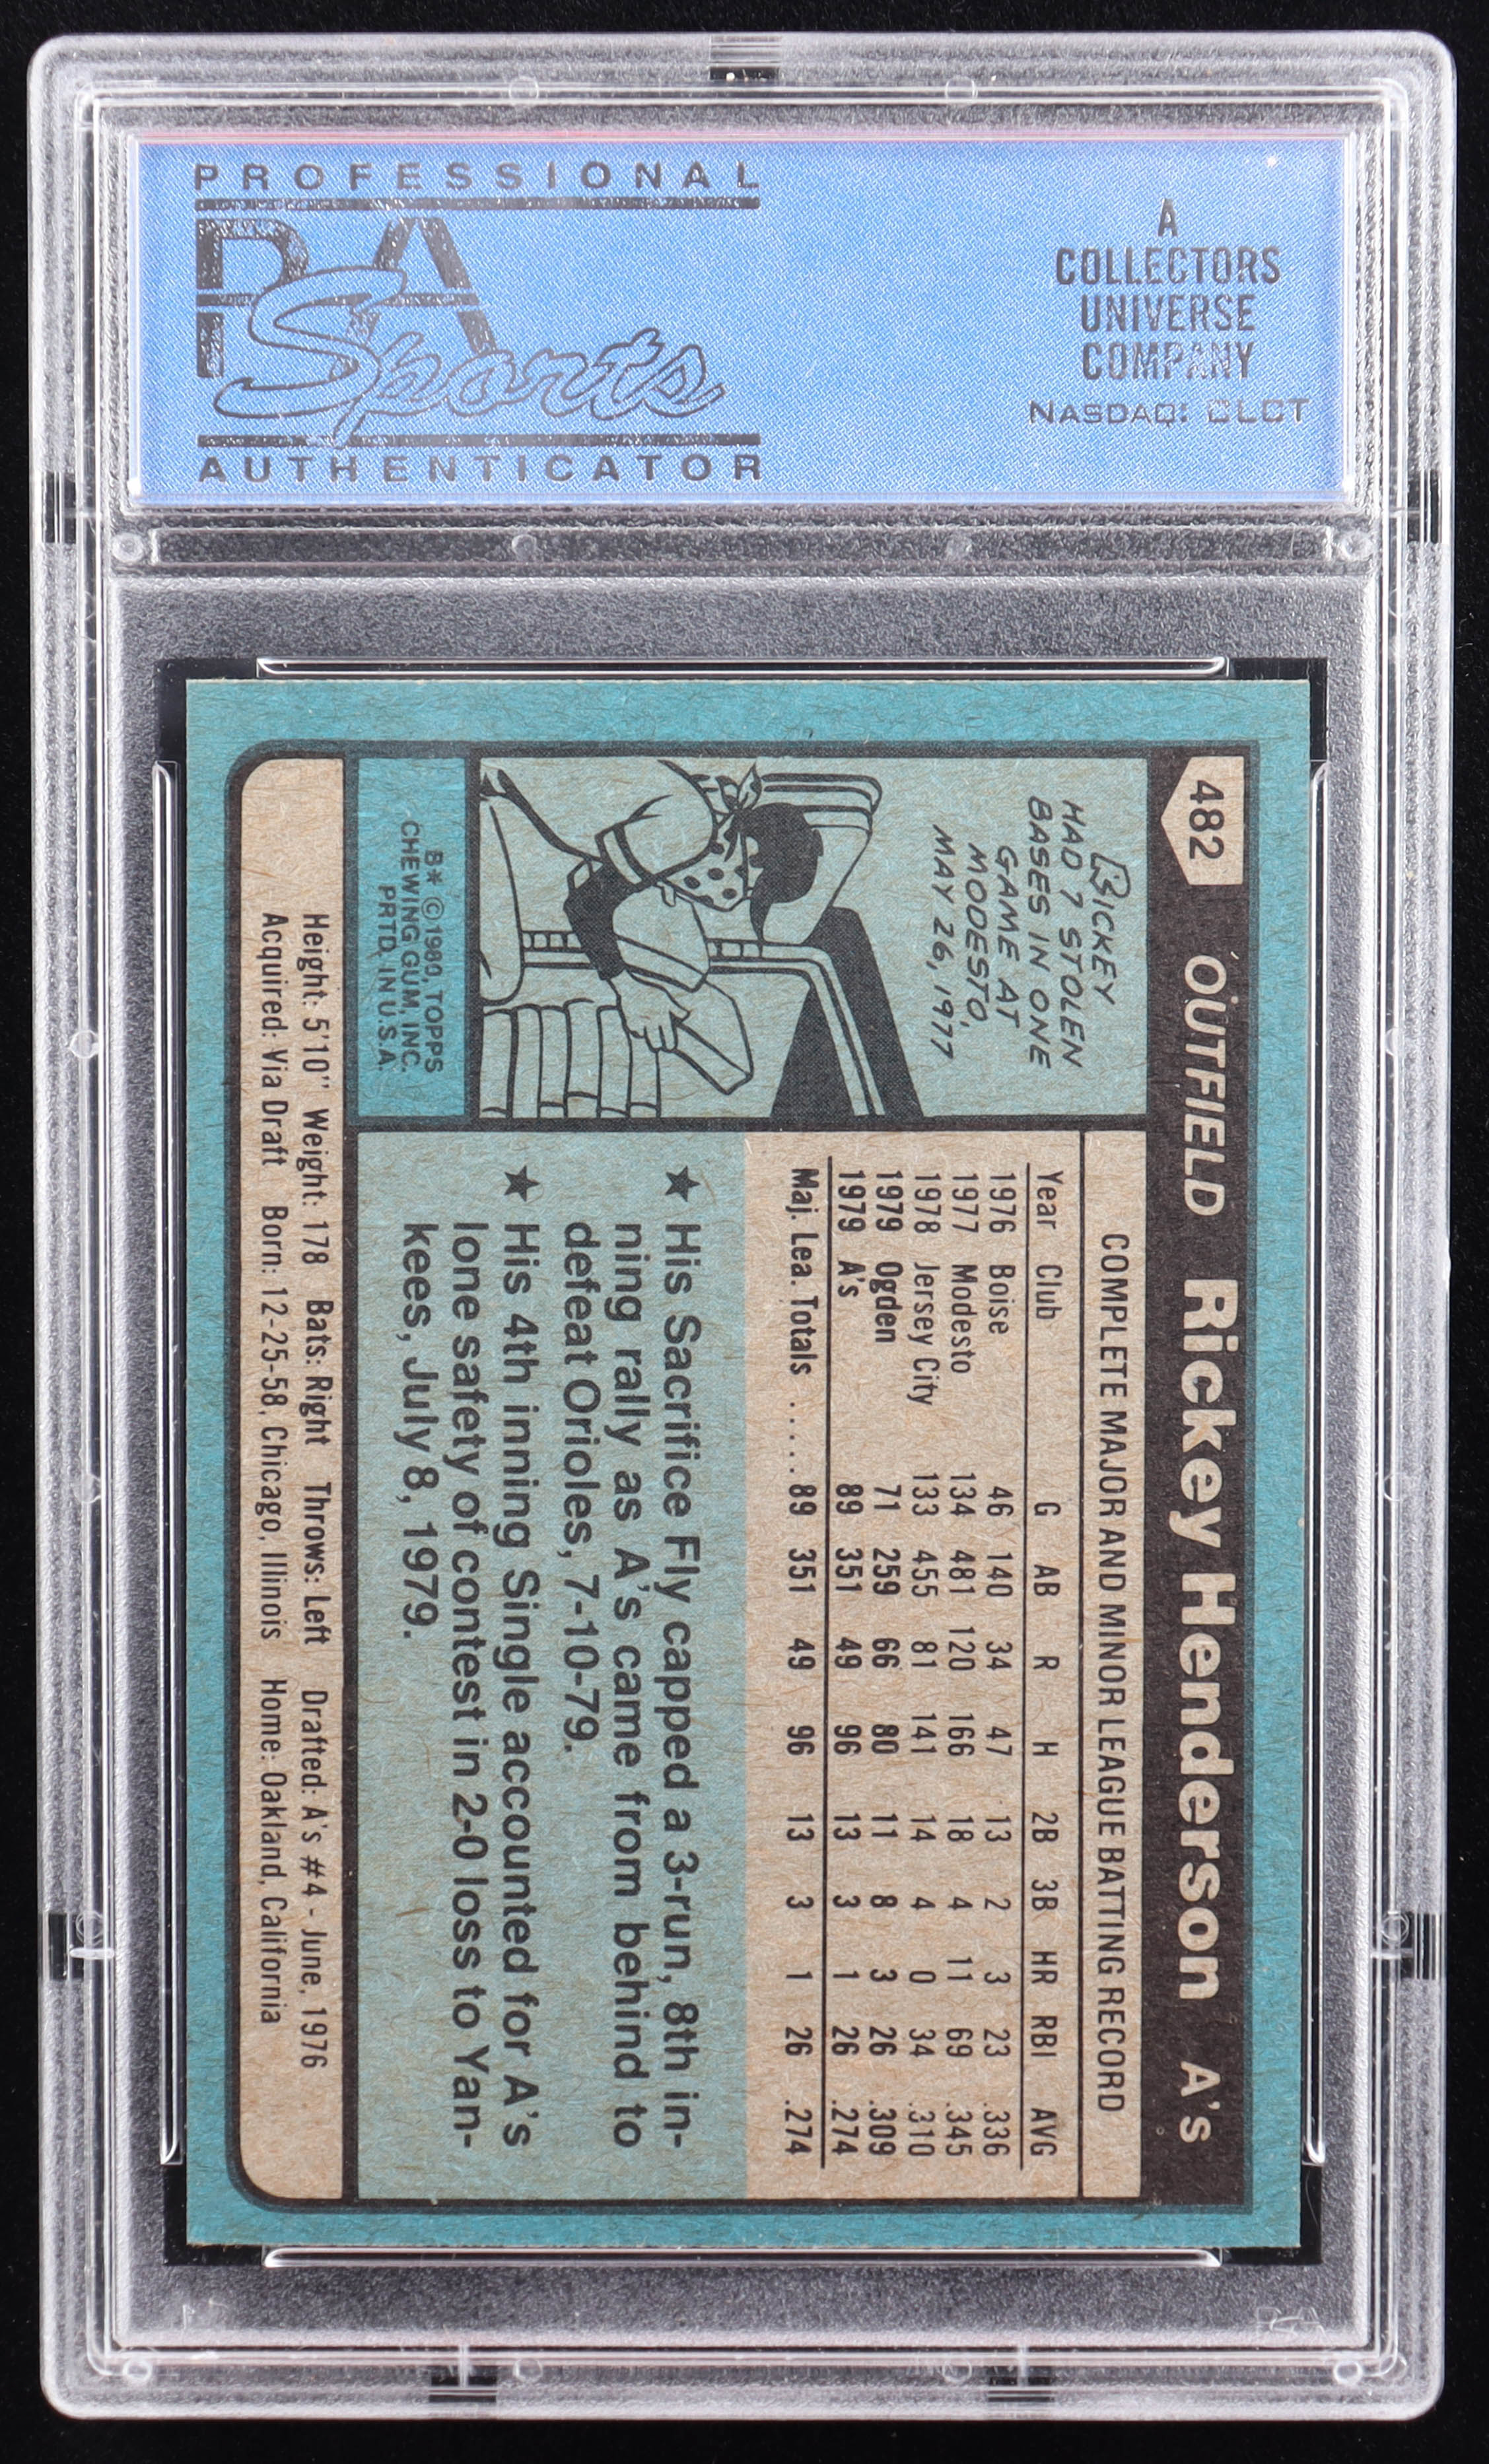 PROFESSIONAL
PSA
Sports
AUTHENTICATOR
A
COLLECTORS
UNIVERSE
COMPANY
NASDAQ: CLCT
482 OUTFIELD Rickey Henderson A's
RICKEY
HAD 7 STOLEN
BASES IN ONE
GAME AT
MODESTO,
MAY 26, 1977
B* © 1980, TOPPS
CHEWING GUM, INC.
PRTD. IN U.S.A.
COMPLETE MAJOR AND MINOR LEAGUE BATTING RECORD
Year Club G AB R H 2B 3B HR RBI AVG
1976 Boise 46 140 34 47 13 2 3 23 .336
1977 Modesto 134 481 120 166 18 4 11 69 .345
1978 Jersey City 133 455 81 141 14 4 0 34 .310
1979 Ogden 71 259 66 80 11 8 3 26 .309
1979 A's 89 351 49 96 13 3 1 26 .274
Maj. Lea. Totals ..... 89 351 49 96 13 3 1 26 .274
★ His Sacrifice Fly capped a 3-run, 8th in-
ning rally as A's came from behind to
defeat Orioles, 7-10-79.
★ His 4th inning Single accounted for A's
lone safety of contest in 2-0 loss to Yan-
kees, July 8, 1979.
Height: 5'10" Weight: 178 Bats: Right Throws: Left Drafted: A's #4 - June, 1976
Acquired: Via Draft Born: 12-25-58, Chicago, Illinois Home: Oakland, California
PSA